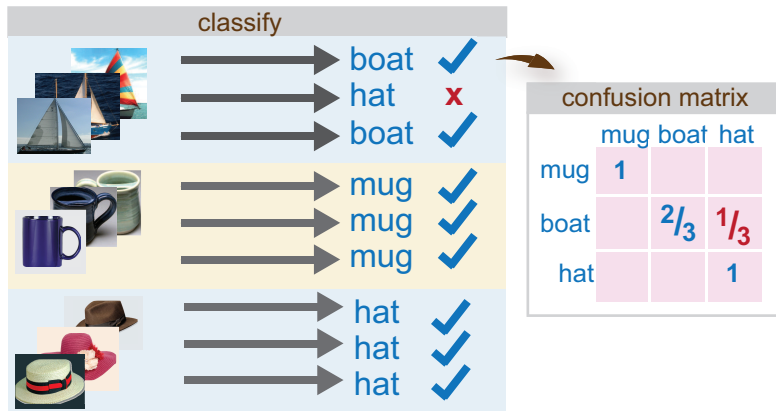 classify
boat
hat x
boat
mug
mug
mug
hat
hat
hat
confusion matrix
mug boat hat
mug 1
boat 2/3 1/3
hat 1